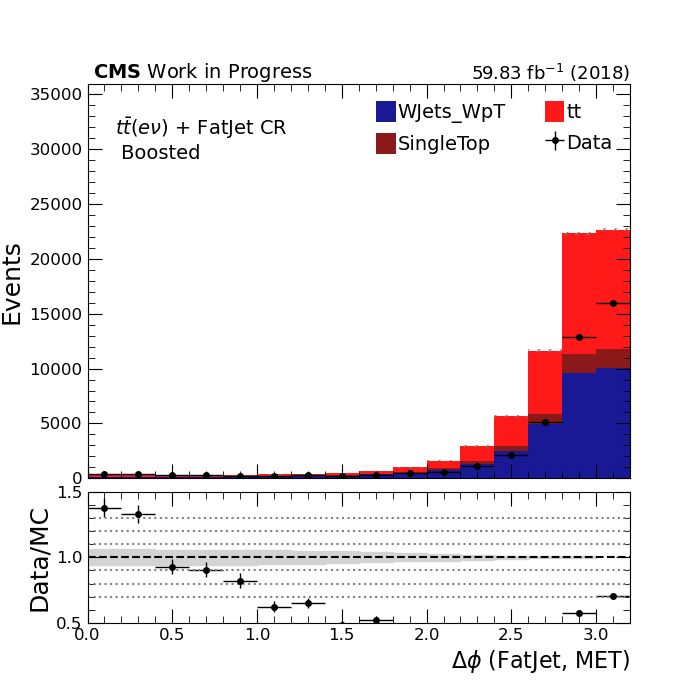 CMS Work in Progress 59.83 fb⁻¹ (2018)
tt̄(eν) + FatJet CR
Boosted
WJets_WpT tt
SingleTop Data
Events
35000
30000
25000
20000
15000
10000
5000
0
Data/MC
1.5
1.0
0.5
0.0 0.5 1.0 1.5 2.0 2.5 3.0
Δϕ (FatJet, MET)